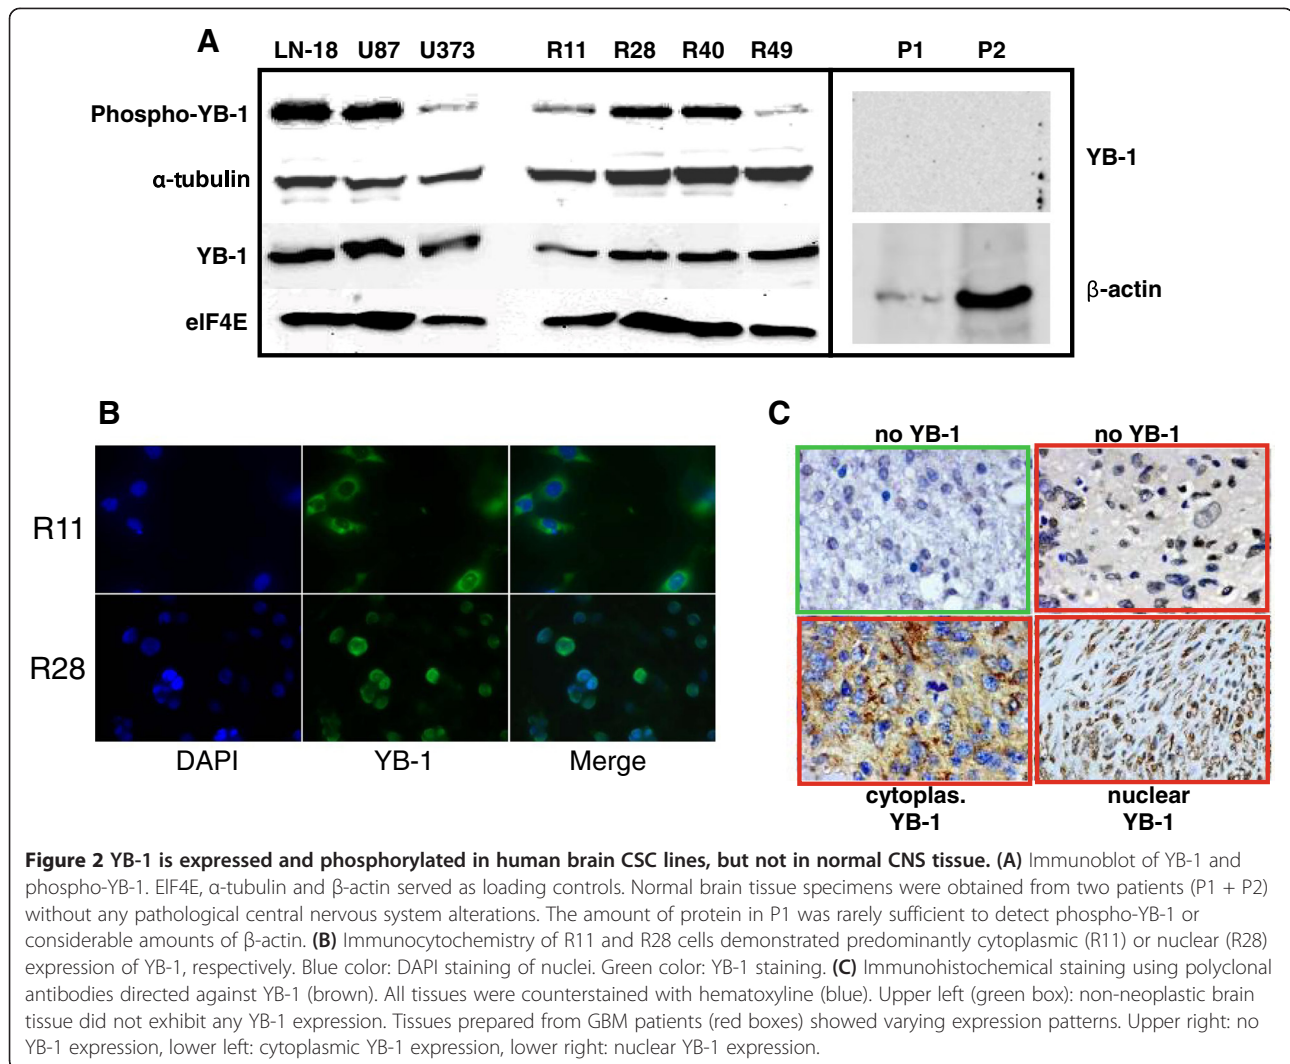 A
LN-18 U87 U373 R11 R28 R40 R49 P1 P2
Phospho-YB-1
α-tubulin
YB-1
eIF4E
YB-1
β-actin
B
R11
R28
DAPI YB-1 Merge
C
no YB-1 no YB-1
cytoplas. nuclear
YB-1 YB-1
Figure 2 YB-1 is expressed and phosphorylated in human brain CSC lines, but not in normal CNS tissue. (A) Immunoblot of YB-1 and
phospho-YB-1. EIF4E, α-tubulin and β-actin served as loading controls. Normal brain tissue specimens were obtained from two patients (P1 + P2)
without any pathological central nervous system alterations. The amount of protein in P1 was rarely sufficient to detect phospho-YB-1 or
considerable amounts of β-actin. (B) Immunocytochemistry of R11 and R28 cells demonstrated predominantly cytoplasmic (R11) or nuclear (R28)
expression of YB-1, respectively. Blue color: DAPI staining of nuclei. Green color: YB-1 staining. (C) Immunohistochemical staining using polyclonal
antibodies directed against YB-1 (brown). All tissues were counterstained with hematoxyline (blue). Upper left (green box): non-neoplastic brain
tissue did not exhibit any YB-1 expression. Tissues prepared from GBM patients (red boxes) showed varying expression patterns. Upper right: no
YB-1 expression, lower left: cytoplasmic YB-1 expression, lower right: nuclear YB-1 expression.